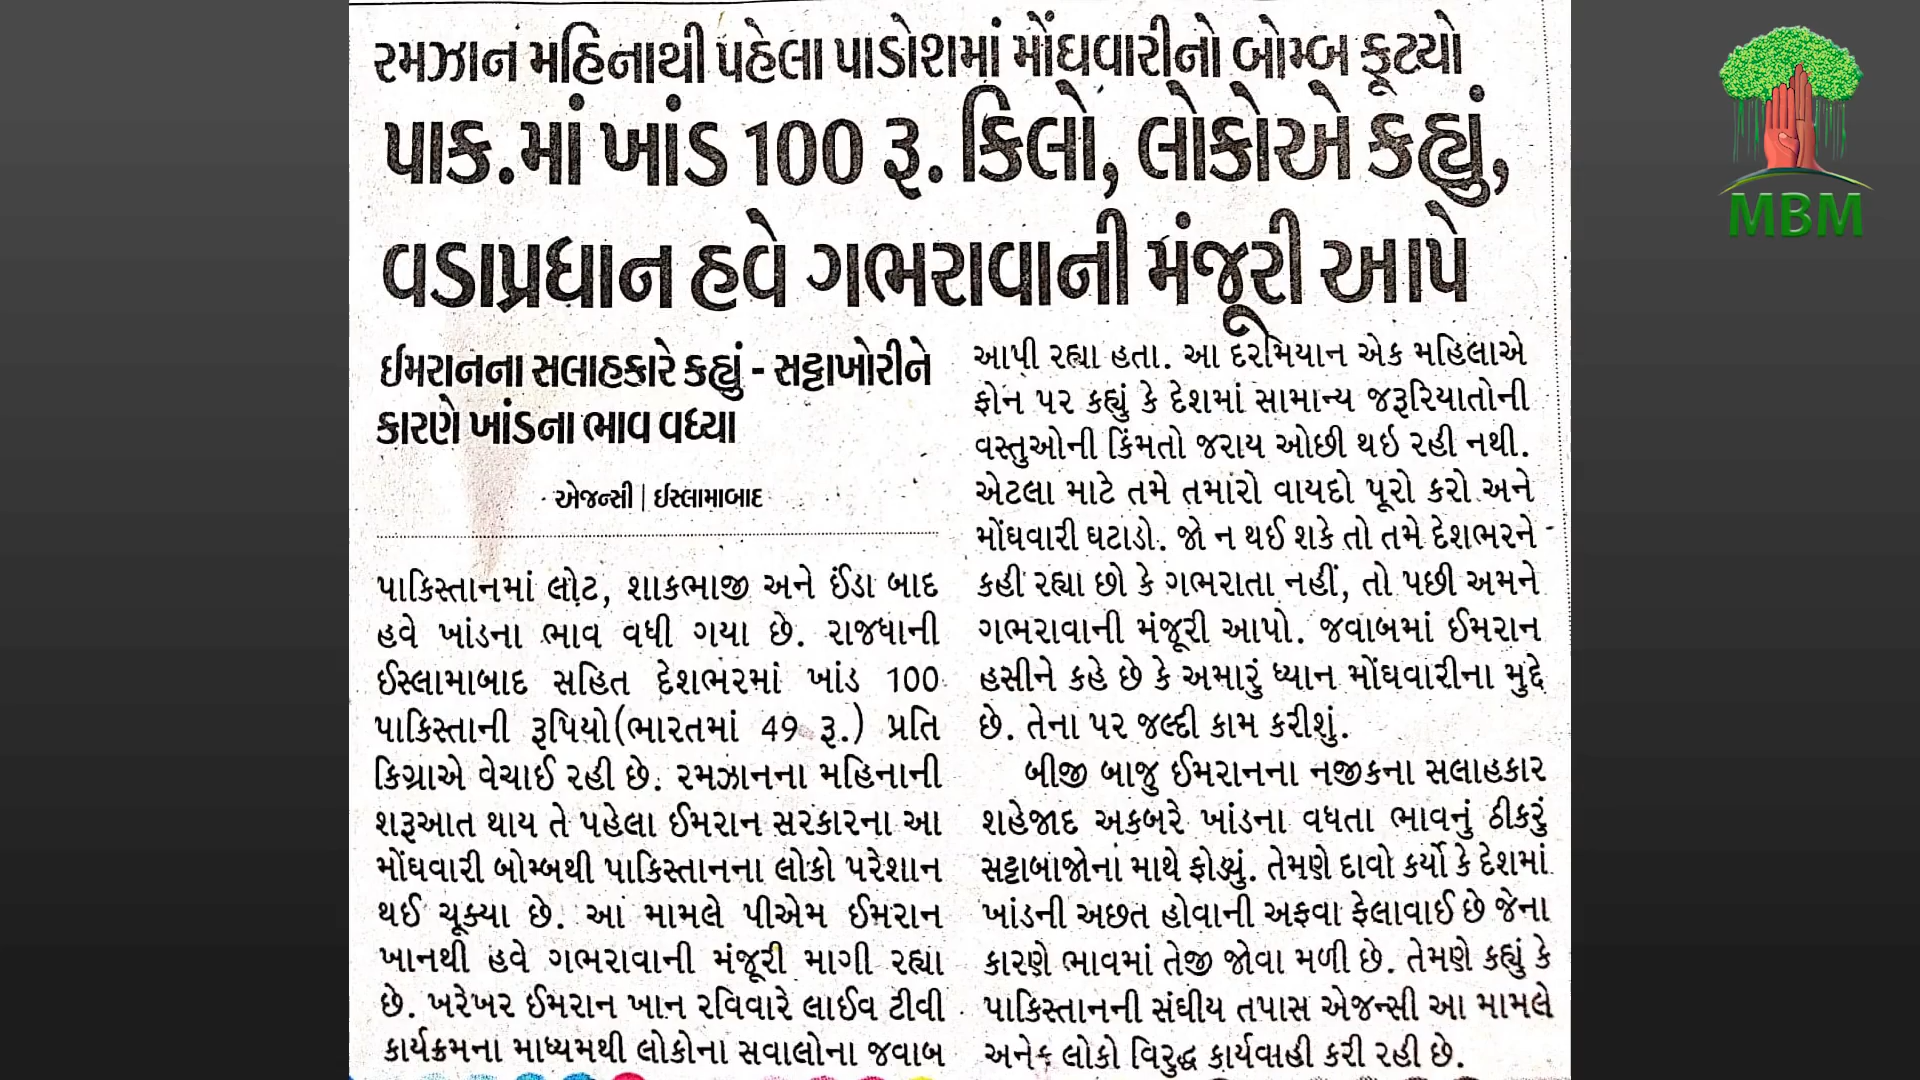 રમઝાન મહિનાથી પહેલા પાડોશમાં મોંઘવારીનો બોમ્બ ફૂટ્યો
પાક.માં ખાંડ 100 રૂ. કિલો, લોકોએ કહ્યું,
વડાપ્રધાન હવે ગભરાવાની મંજૂરી આપે
ઈમરાનના સલાહકારે કહ્યું - સટ્ટાખોરીને
કારણે ખાંડના ભાવ વધ્યા
એજન્સી | ઈસ્લામાબાદ
પાકિસ્તાનમાં લોટ, શાકભાજી અને ઈંડા બાદ
હવે ખાંડના ભાવ વધી ગયા છે. રાજધાની
ઈસ્લામાબાદ સહિત દેશભરમાં ખાંડ 100
પાકિસ્તાની રૂપિયો(ભારતમાં 49 રૂ.) પ્રતિ
કિગ્રાએ વેચાઈ રહી છે. રમઝાનના મહિનાની
શરૂઆત થાય તે પહેલા ઈમરાન સરકારના આ
મોંઘવારી બોમ્બથી પાકિસ્તાનના લોકો પરેશાન
થઈ ચૂક્યા છે. આ મામલે પીએમ ઈમરાન
ખાનથી હવે ગભરાવાની મંજૂરી માગી રહ્યા
છે. ખરેખર ઈમરાન ખાન રવિવારે લાઈવ ટીવી
કાર્યક્રમના માધ્યમથી લોકોના સવાલોના જવાબ
આપી રહ્યા હતા. આ દરમિયાન એક મહિલાએ
ફોન પર કહ્યું કે દેશમાં સામાન્ય જરૂરિયાતોની
વસ્તુઓની કિંમતો જરાય ઓછી થઇ રહી નથી.
એટલા માટે તમે તમારો વાયદો પૂરો કરો અને
મોંઘવારી ઘટાડો. જો ન થઈ શકે તો તમે દેશભરને
કહી રહ્યા છો કે ગભરાતા નહીં, તો પછી અમને
ગભરાવાની મંજૂરી આપો. જવાબમાં ઈમરાન
હસીને કહે છે કે અમારું ધ્યાન મોંઘવારીના મુદ્દે
છે. તેના પર જલ્દી કામ કરીશું.
બીજી બાજુ ઈમરાનના નજીકના સલાહકાર
શહેજાદ અકબરે ખાંડના વધતા ભાવનું ઠીકરું
સટ્ટાબાજોના માથે ફોડ્યું. તેમણે દાવો કર્યો કે દેશમાં
ખાંડની અછત હોવાની અફવા ફેલાવાઈ છે જેના
કારણે ભાવમાં તેજી જોવા મળી છે. તેમણે કહ્યું કે
પાકિસ્તાનની સંઘીય તપાસ એજન્સી આ મામલે
અનેક લોકો વિરુદ્ધ કાર્યવાહી કરી રહી છે.
MBM